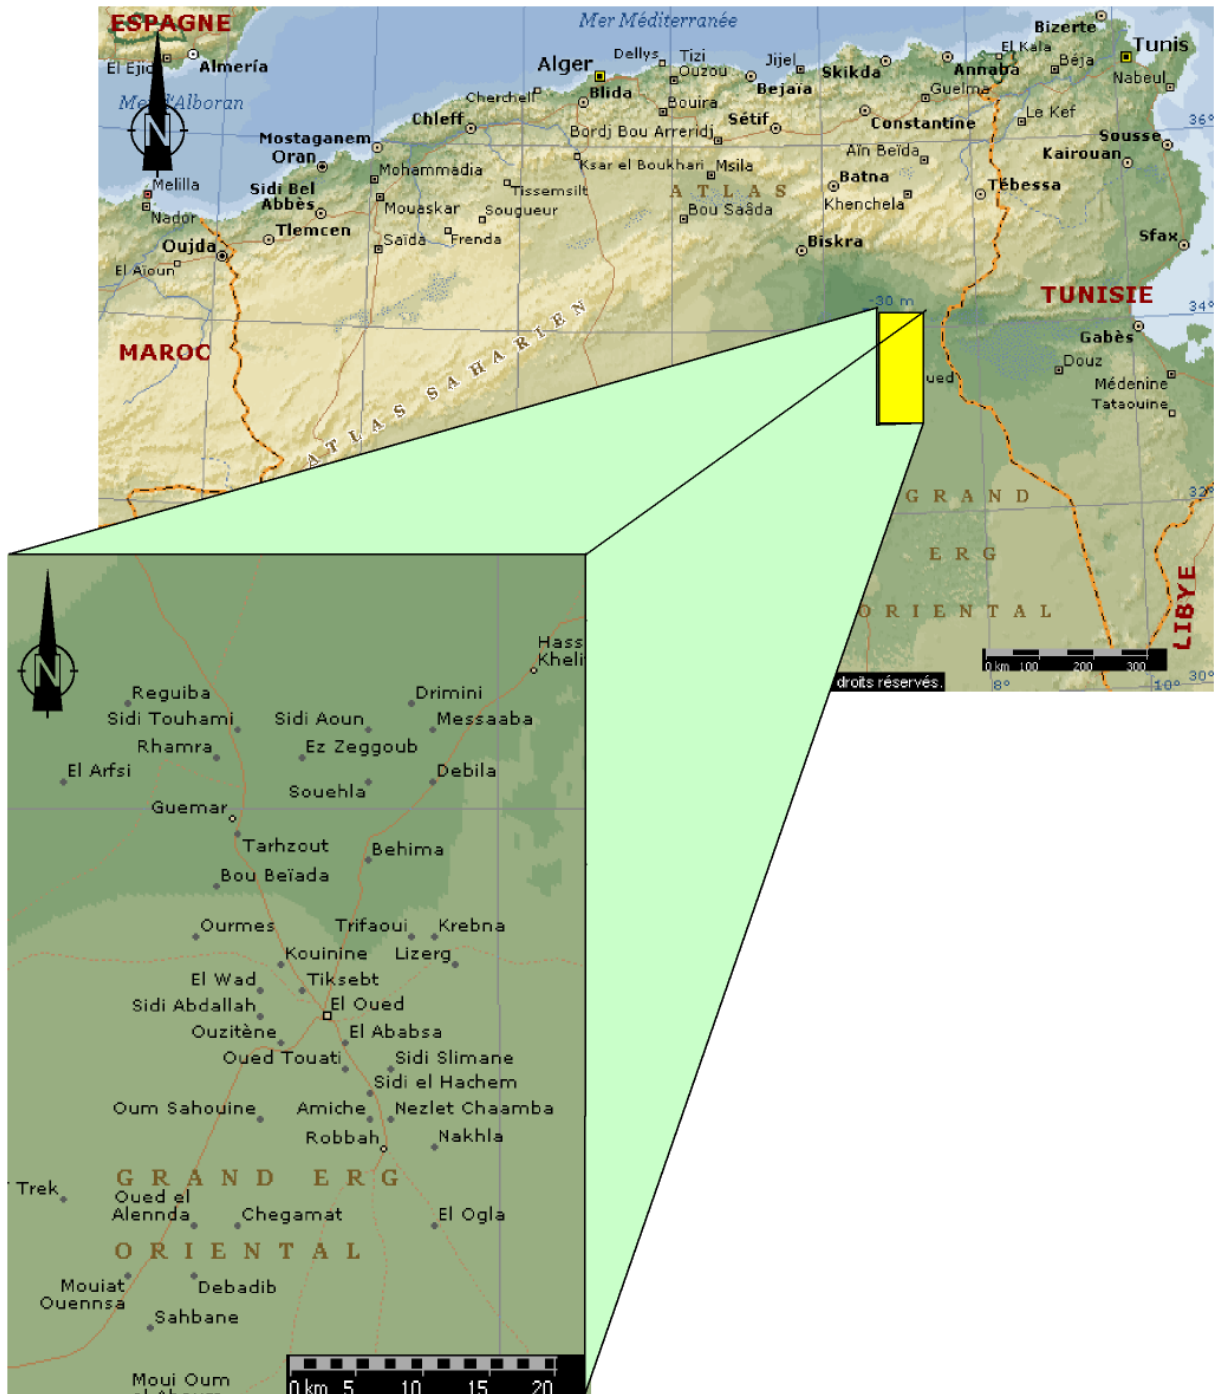 Mer Méditerranée
ESPAGNE
Bizerte
El Ejido
Almería
Dellys
Tizi
Ouzou
Jijel
Skikda
Annaba
El Kala
Béja
Tunis
Nabeul
Alger
Blida
Bejaïa
Guelma
Mer d'Alboran
Cherchell
Bouira
Le Kef
36°
Chleff
Sétif
Constantine
Sousse
Mostaganem
Oran
Bordj Bou Arreridj
Aïn Beïda
Kairouan
Mohammadia
Ksar el Boukhari
Msila
Batna
Tébessa
Melilla
Sidi Bel
Abbès
Tissemsilt
ATLAS
Khenchela
Nador
Mouaskar
Sougueur
Bou Saâda
Tlemcen
Saïda
Frenda
Biskra
Sfax
Oujda
El Aïoun
-30 m
TUNISIE
34°
MAROC
Gabès
ATLAS SAHARIEN
ued
Douz
Médenine
Tataouine
GRAND
32°
ERG
ORIENTAL
LIBYE
0 km 100 200 300
droits réservés.
8°
10°
30°
N
N
Hass
Kheli
Reguiba
Drimini
Sidi Touhami
Sidi Aoun
Messaaba
Rhamra
Ez Zeggoub
El Arfsi
Debila
Souehla
Guemar
Tarhzout
Behima
Bou Beïada
Ourmes
Trifaoui
Krebna
Kouinine
Lizerg
El Wad
Tiksebt
Sidi Abdallah
El Oued
Ouzitène
El Ababsa
Oued Touati
Sidi Slimane
Sidi el Hachem
Oum Sahouine
Amiche
Nezlet Chaamba
Robbah
Nakhla
GRAND ERG
Trek
Oued el
Alennda
Chegamat
El Ogla
ORIENTAL
Mouiat
Ouennsa
Debadib
Sahbane
Moui Oum
0 km 5 10 15 20